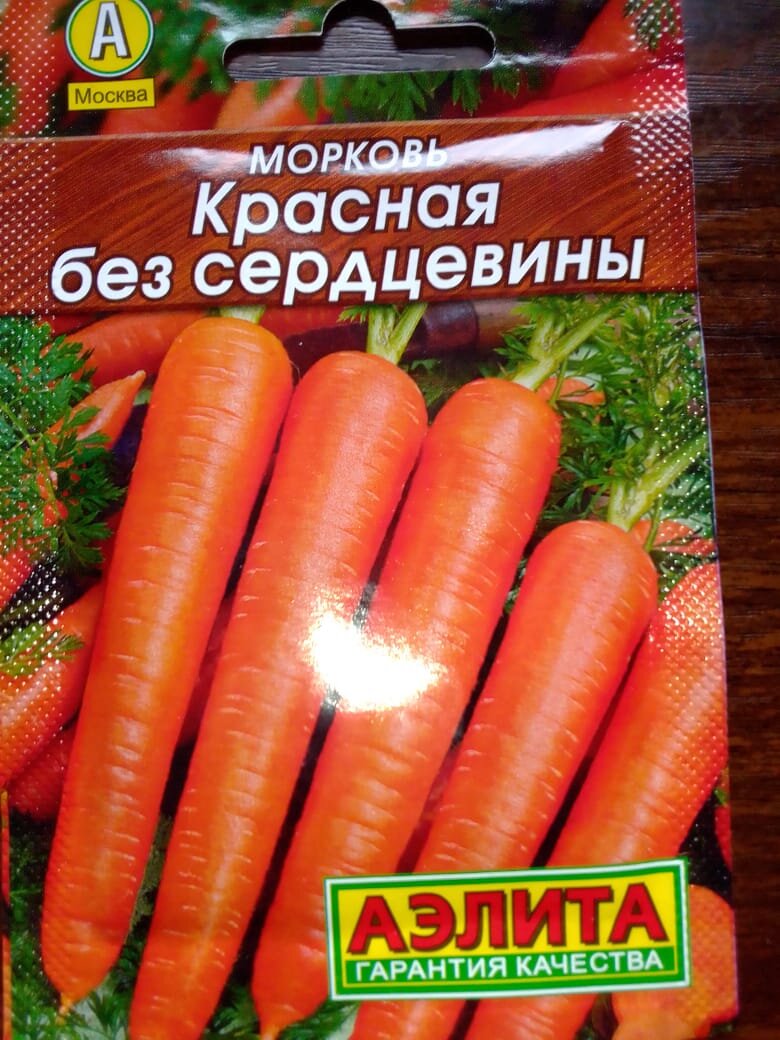 А
Москва
МОРКОВЬ
Красная
без сердцевины
АЭЛИТА
ГАРАНТИЯ КАЧЕСТВА